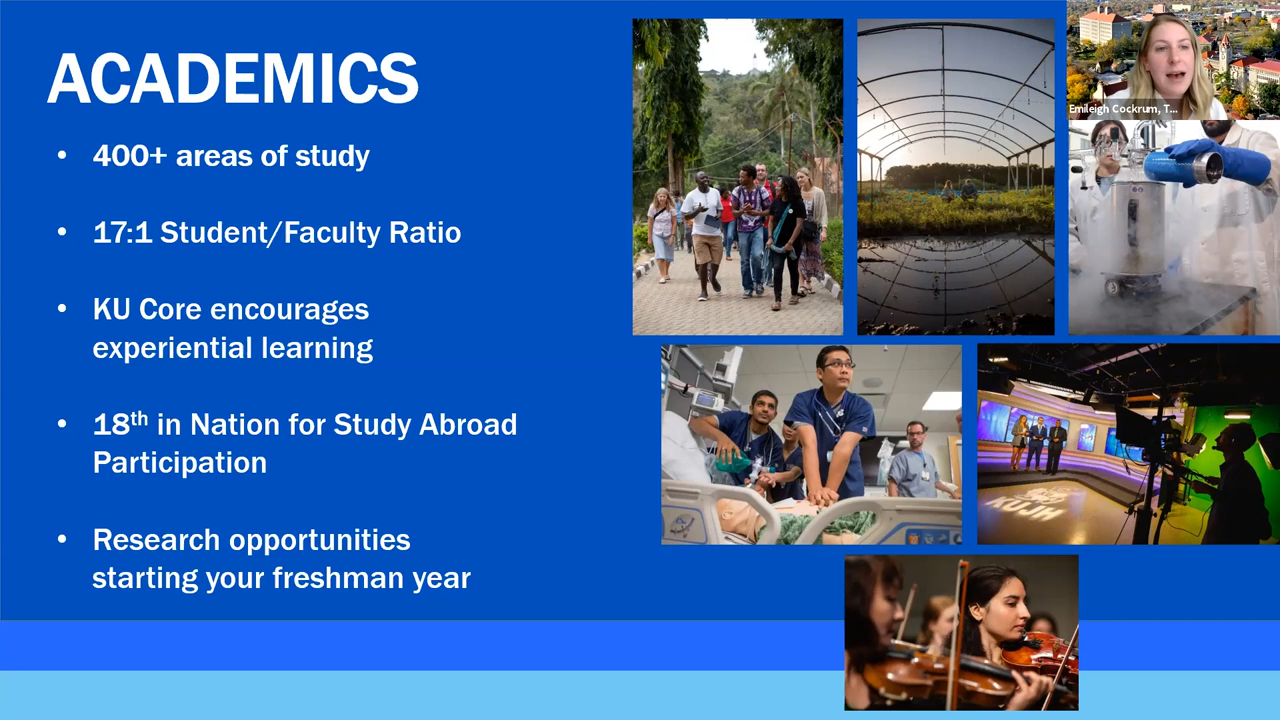 ACADEMICS
• 400+ areas of study
• 17:1 Student/Faculty Ratio
• KU Core encourages
experiential learning
• 18th in Nation for Study Abroad
Participation
• Research opportunities
starting your freshman year
Emileigh Cockrum, T...
KUJH